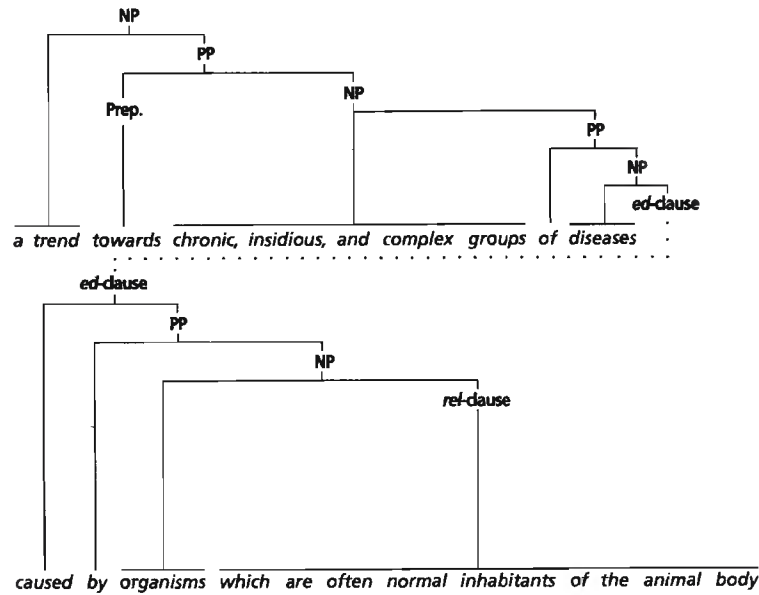 NP
PP
Prep.
NP
PP
NP
ed-clause
a trend towards chronic, insidious, and complex groups of diseases
ed-clause
PP
NP
rel-clause
caused by organisms which are often normal inhabitants of the animal body